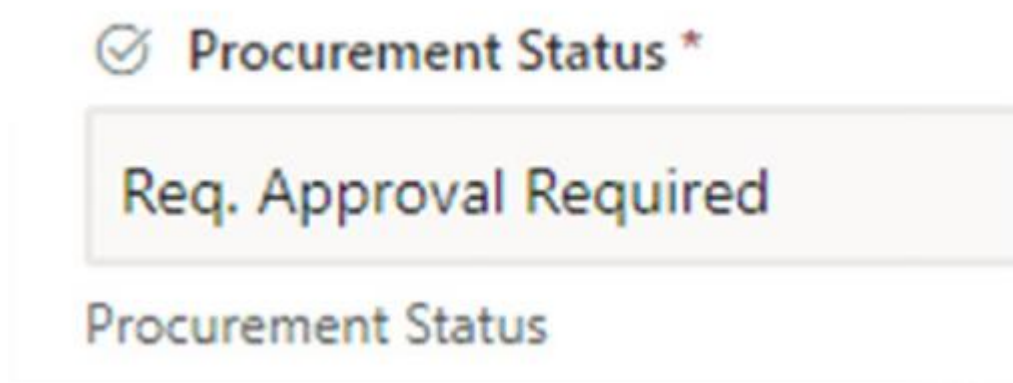 Procurement Status *
Req. Approval Required
Procurement Status